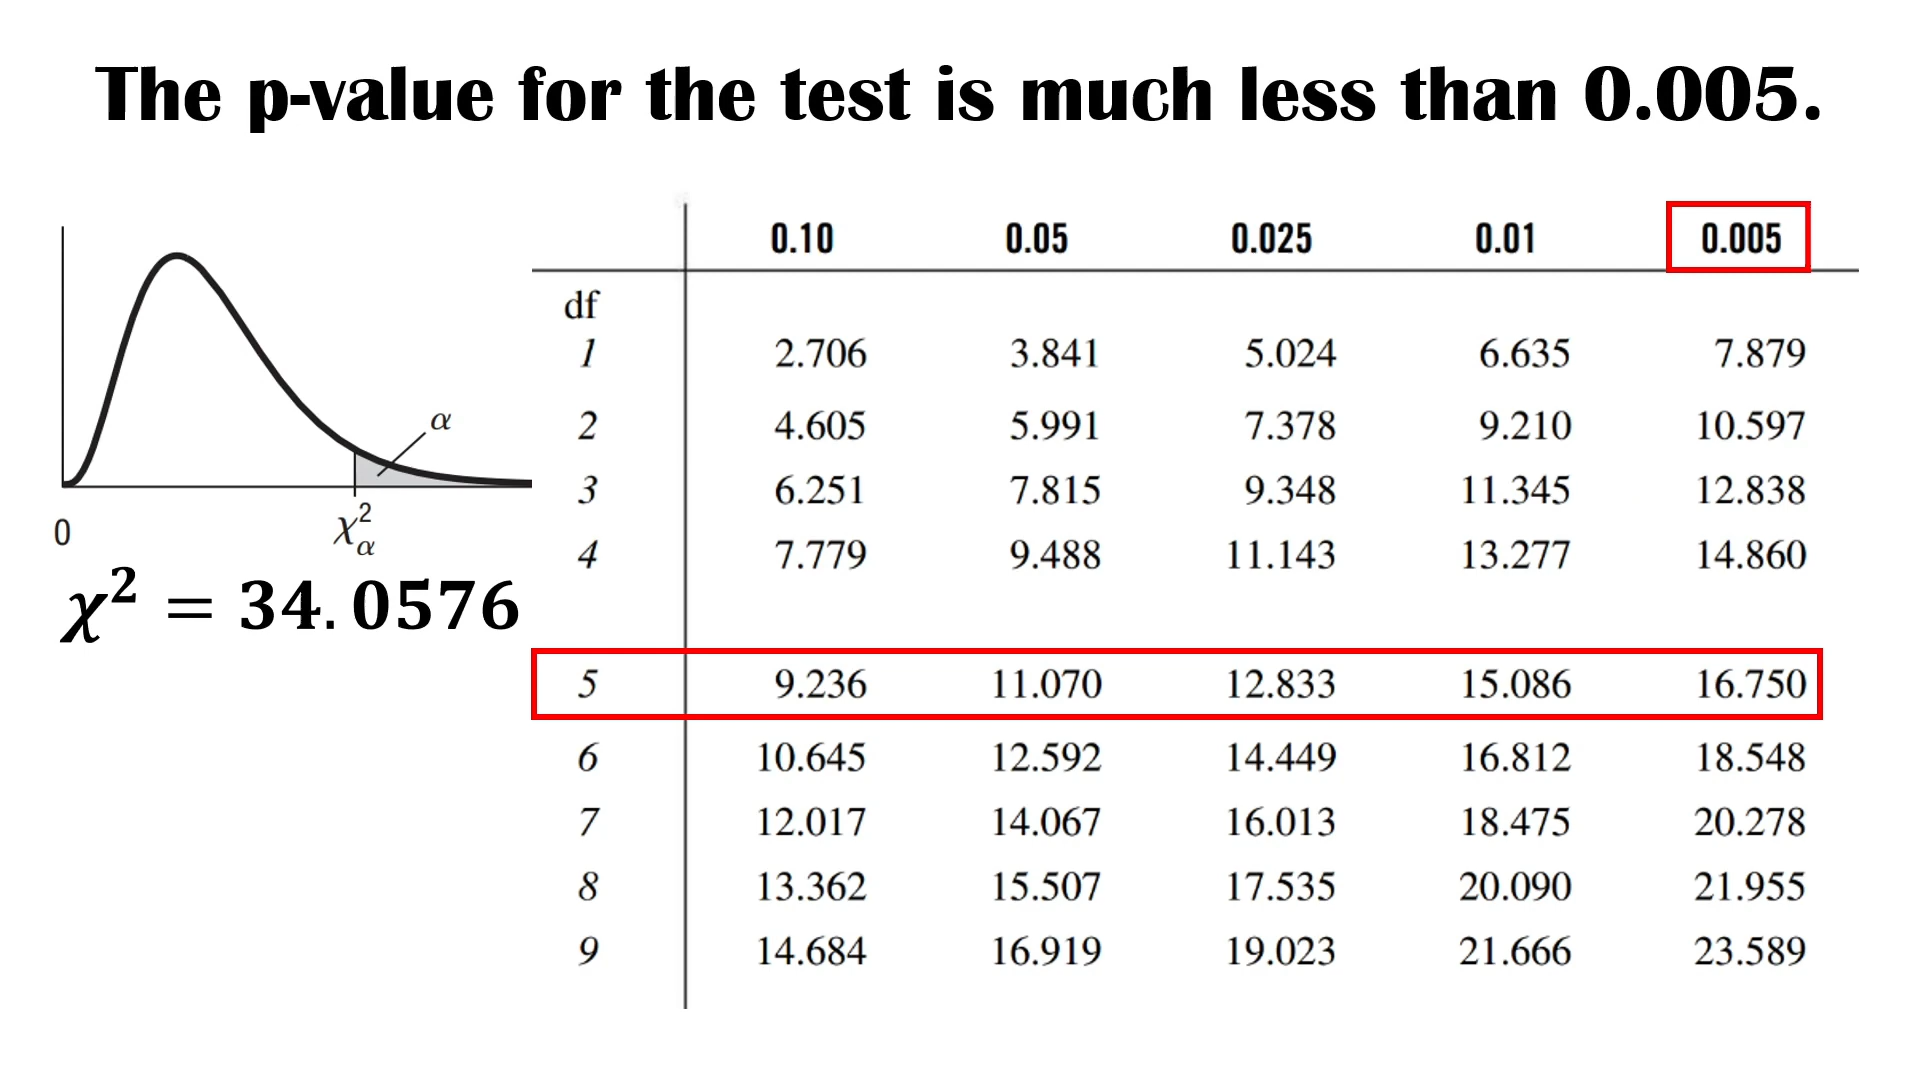 The p-value for the test is much less than 0.005.
0.10 0.05 0.025 0.01 0.005
df
1 2.706 3.841 5.024 6.635 7.879
2 4.605 5.991 7.378 9.210 10.597
3 6.251 7.815 9.348 11.345 12.838
4 7.779 9.488 11.143 13.277 14.860
5 9.236 11.070 12.833 15.086 16.750
6 10.645 12.592 14.449 16.812 18.548
7 12.017 14.067 16.013 18.475 20.278
8 13.362 15.507 17.535 20.090 21.955
9 14.684 16.919 19.023 21.666 23.589
α
0 χ²α
χ² = 34.0576